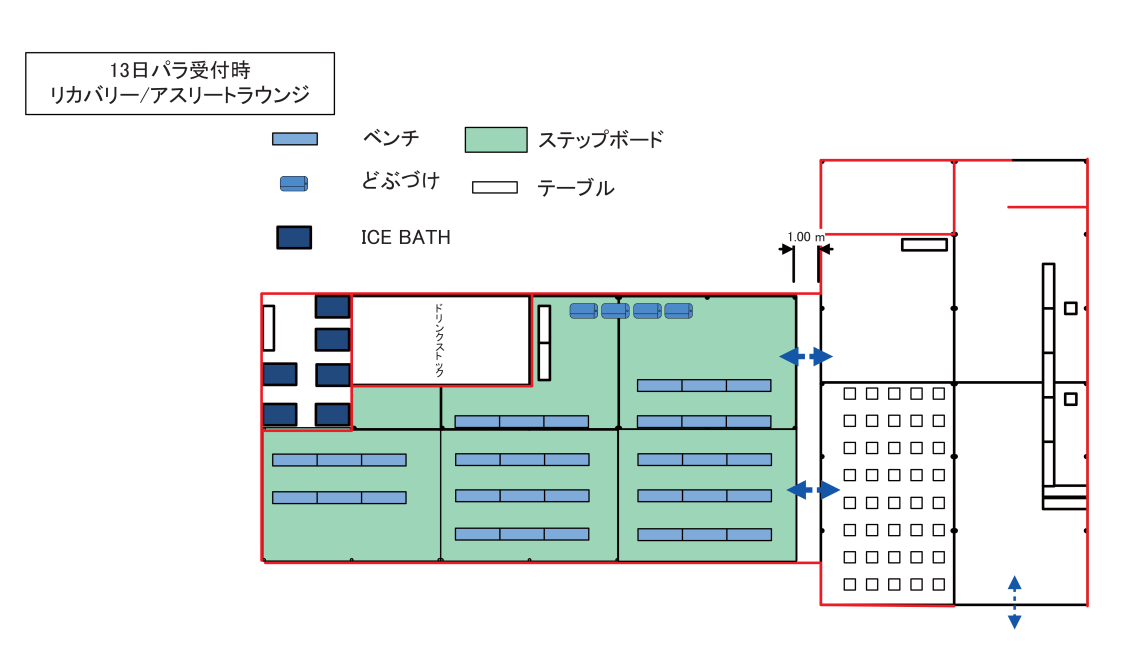 13日パラ受付時
リカバリー/アスリートラウンジ
ベンチ
ステップボード
どぶづけ
テーブル
ICE BATH
1.00 m
ドリンクストック